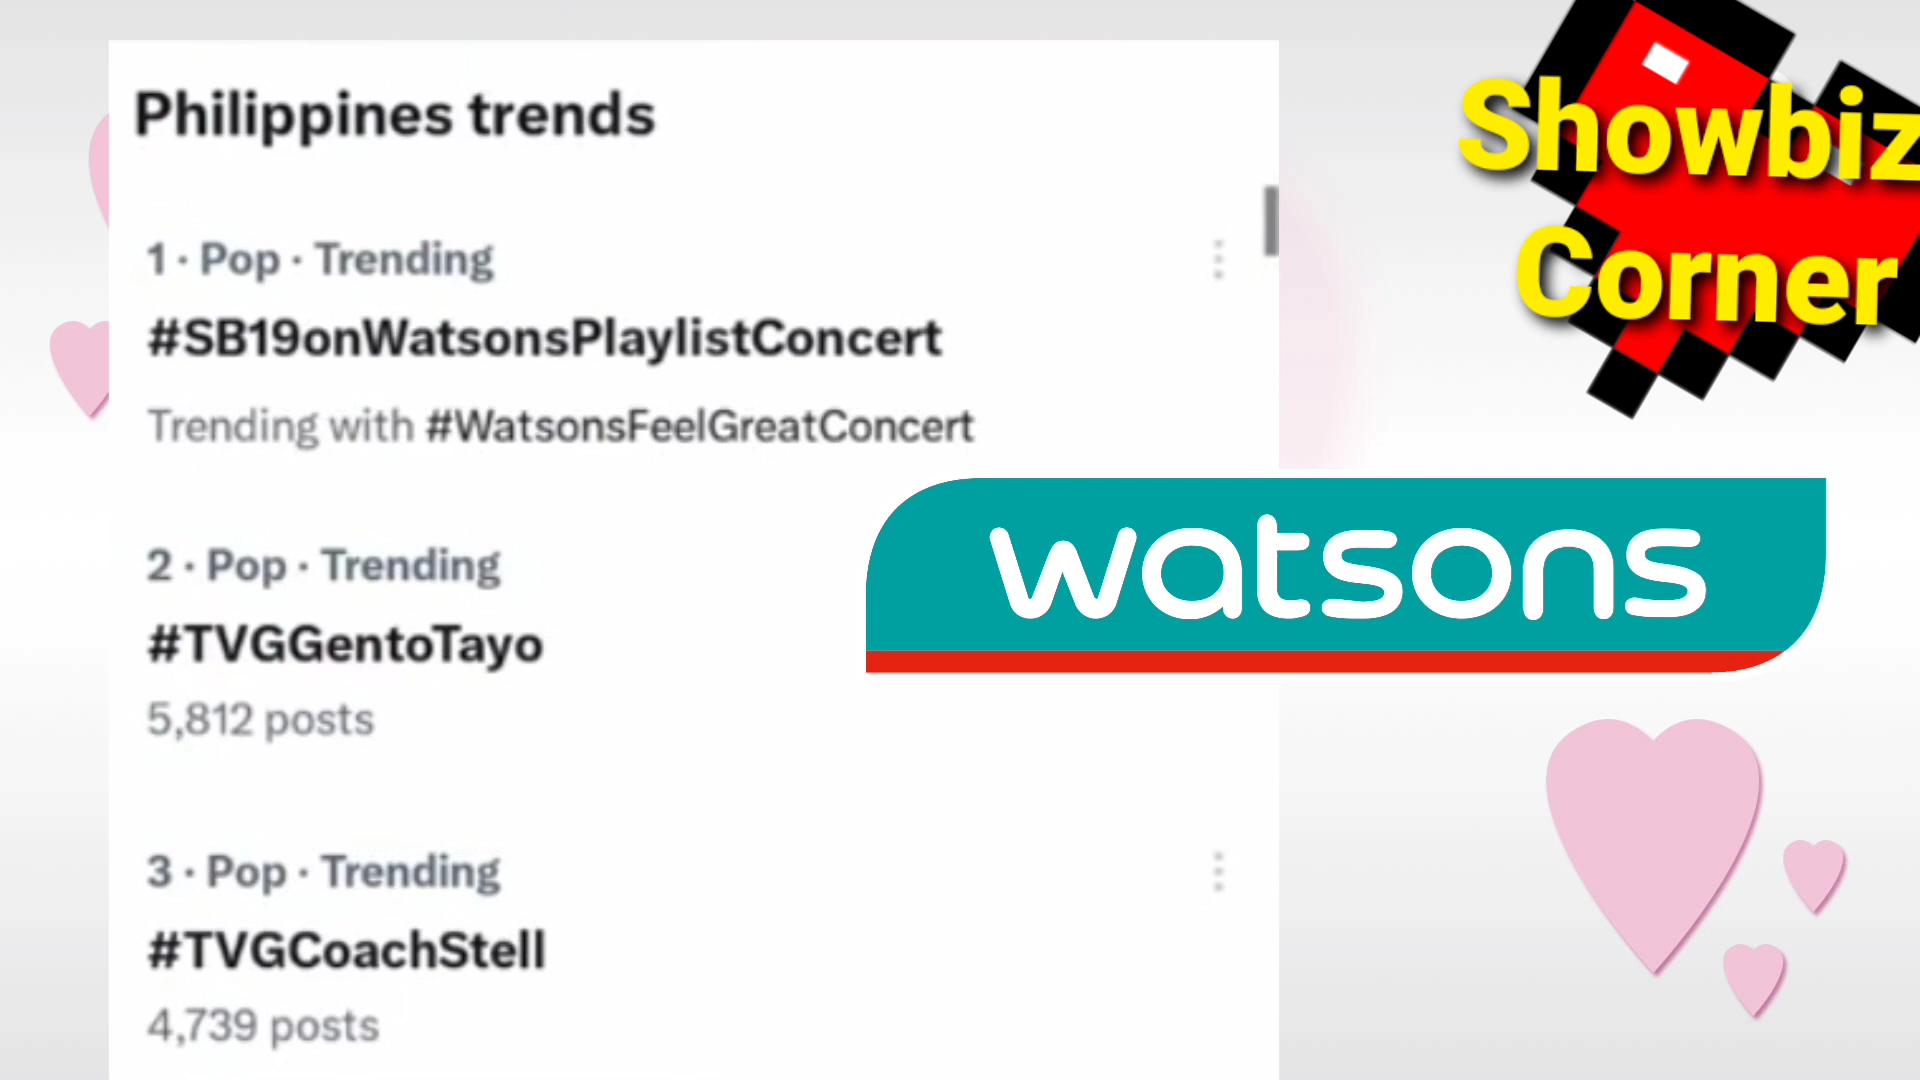 Philippines trends
Showbiz
Corner
1 · Pop · Trending
#SB19onWatsonsPlaylistConcert
Trending with #WatsonsFeelGreatConcert
watsons
2 · Pop · Trending
#TVGGentoTayo
5,812 posts
3 · Pop · Trending
#TVGCoachStell
4,739 posts